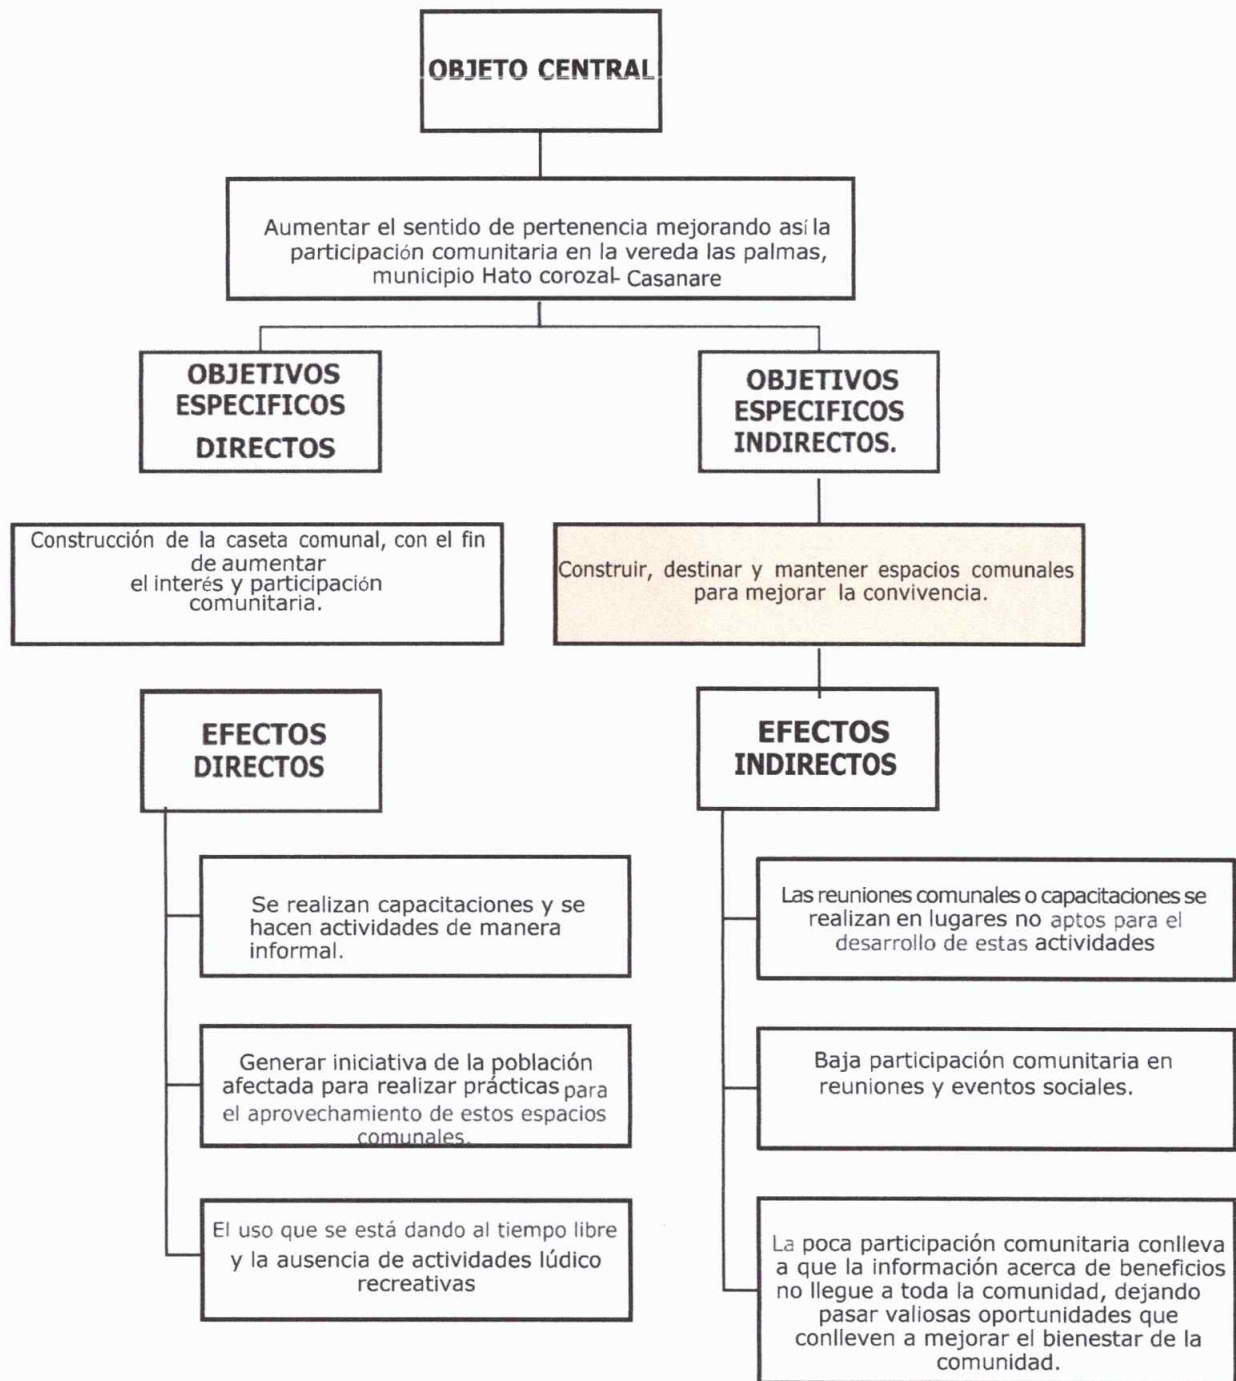 OBJETO CENTRAL
Aumentar el sentido de pertenencia mejorando así la
participación comunitaria en la vereda las palmas,
municipio Hato corozal- Casanare
OBJETIVOS
ESPECIFICOS
DIRECTOS
OBJETIVOS
ESPECIFICOS
INDIRECTOS.
Construcción de la caseta comunal, con el fin
de aumentar
el interés y participación
comunitaria.
Construir, destinar y mantener espacios comunales
para mejorar la convivencia.
EFECTOS
DIRECTOS
EFECTOS
INDIRECTOS
Se realizan capacitaciones y se
hacen actividades de manera
informal.
Generar iniciativa de la población
afectada para realizar prácticas para
el aprovechamiento de estos espacios
comunales.
El uso que se está dando al tiempo libre
y la ausencia de actividades lúdico
recreativas
Las reuniones comunales o capacitaciones se
realizan en lugares no aptos para el
desarrollo de estas actividades
Baja participación comunitaria en
reuniones y eventos sociales.
La poca participación comunitaria conlleva
a que la información acerca de beneficios
no llegue a toda la comunidad, dejando
pasar valiosas oportunidades que
conlleven a mejorar el bienestar de la
comunidad.